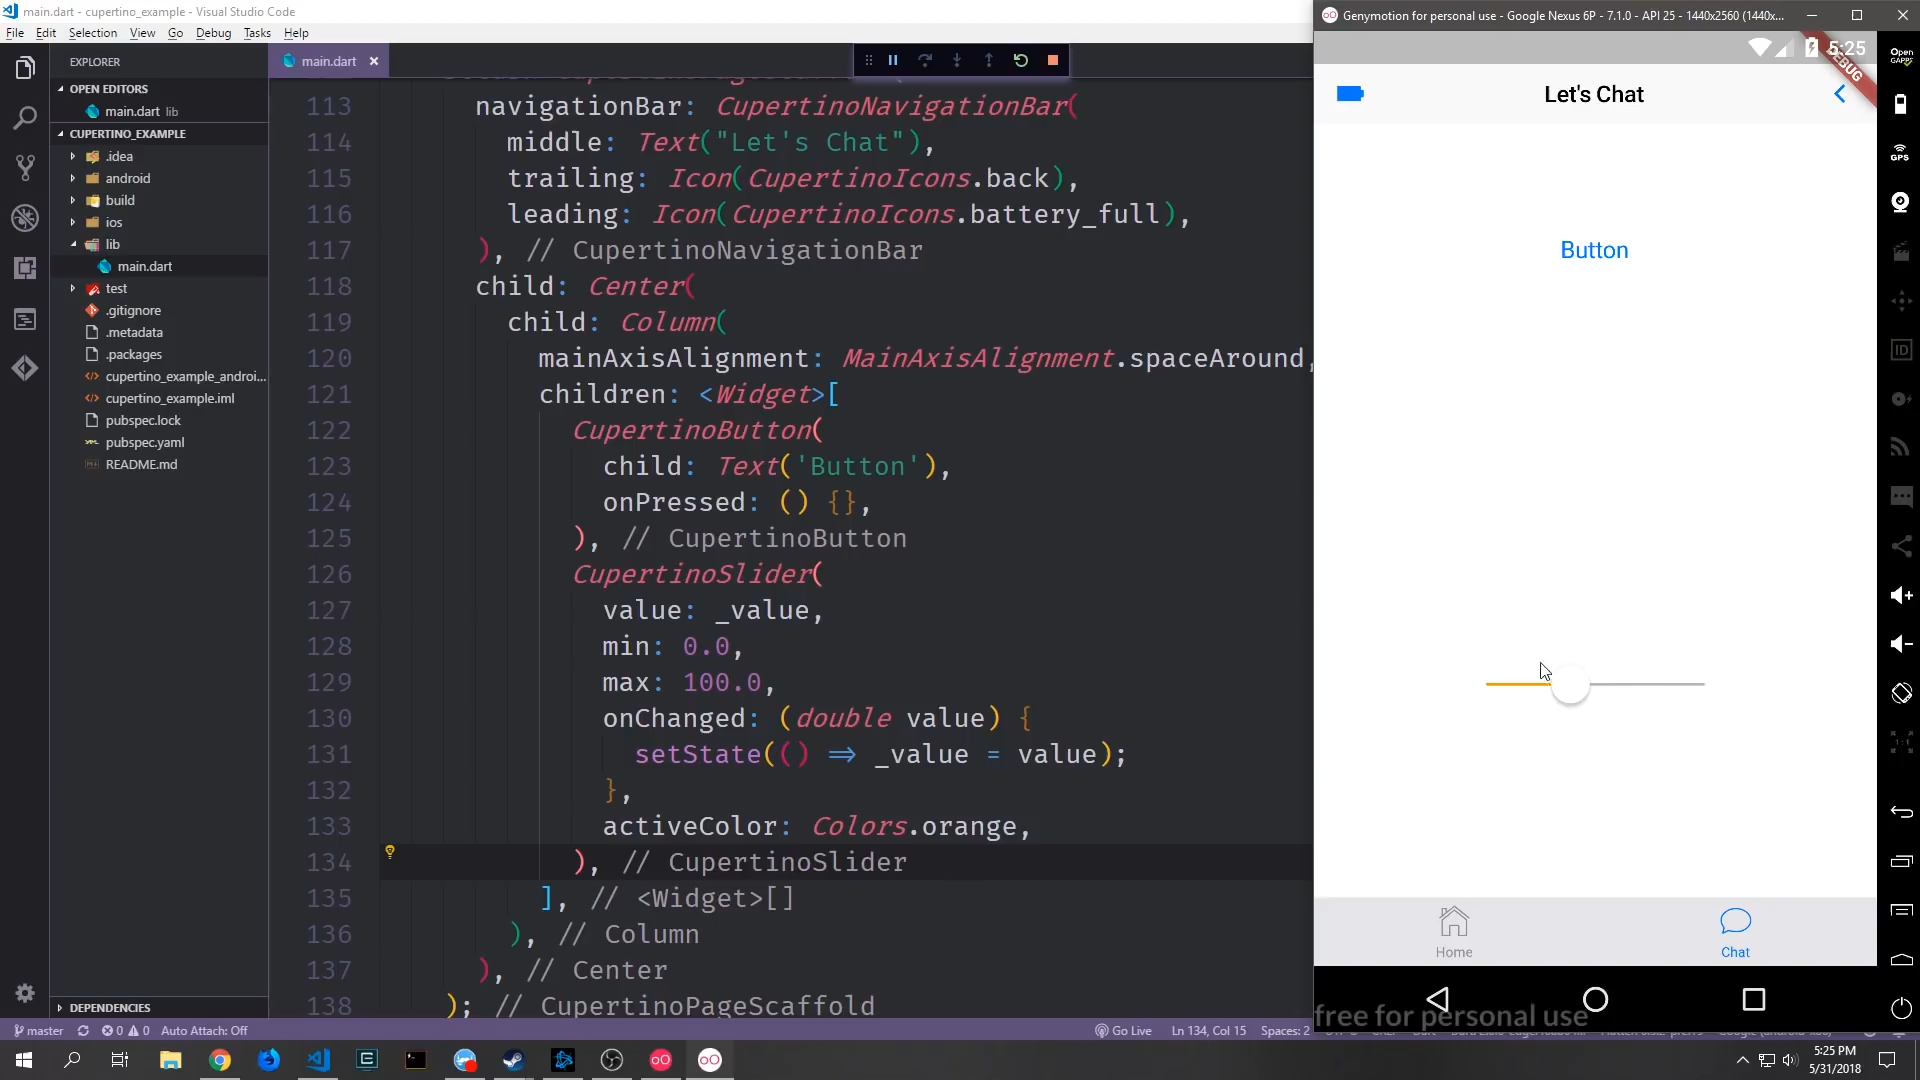 main.dart - cupertino_example - Visual Studio Code
File Edit Selection View Go Debug Tasks Help
EXPLORER
OPEN EDITORS
main.dart lib
CUPERTINO_EXAMPLE
.idea
android
build
ios
lib
main.dart
test
.gitignore
.metadata
.packages
cupertino_example_androi...
cupertino_example.iml
pubspec.lock
pubspec.yaml
README.md
DEPENDENCIES
main.dart
113 navigationBar: CupertinoNavigationBar(
114 middle: Text("Let's Chat"),
115 trailing: Icon(CupertinoIcons.back),
116 leading: Icon(CupertinoIcons.battery_full),
117 ), // CupertinoNavigationBar
118 child: Center(
119 child: Column(
120 mainAxisAlignment: MainAxisAlignment.spaceAround,
121 children: <Widget>[
122 CupertinoButton(
123 child: Text('Button'),
124 onPressed: () {},
125 ), // CupertinoButton
126 CupertinoSlider(
127 value: _value,
128 min: 0.0,
129 max: 100.0,
130 onChanged: (double value) {
131 setState(() => _value = value);
132 },
133 activeColor: Colors.orange,
134 ), // CupertinoSlider
135 ], // <Widget>[]
136 ), // Column
137 ), // Center
138 ); // CupertinoPageScaffold
Genymotion for personal use - Google Nexus 6P - 7.1.0 - API 25 - 1440x2560 (1440x...
5:25
DEBUG
Let's Chat
Button
Home
Chat
free for personal use
Open
GAPPS
GPS
ID
1:1
master 0 0 Auto Attach: Off
Go Live Ln 134, Col 15 Spaces: 2
5:25 PM
5/31/2018